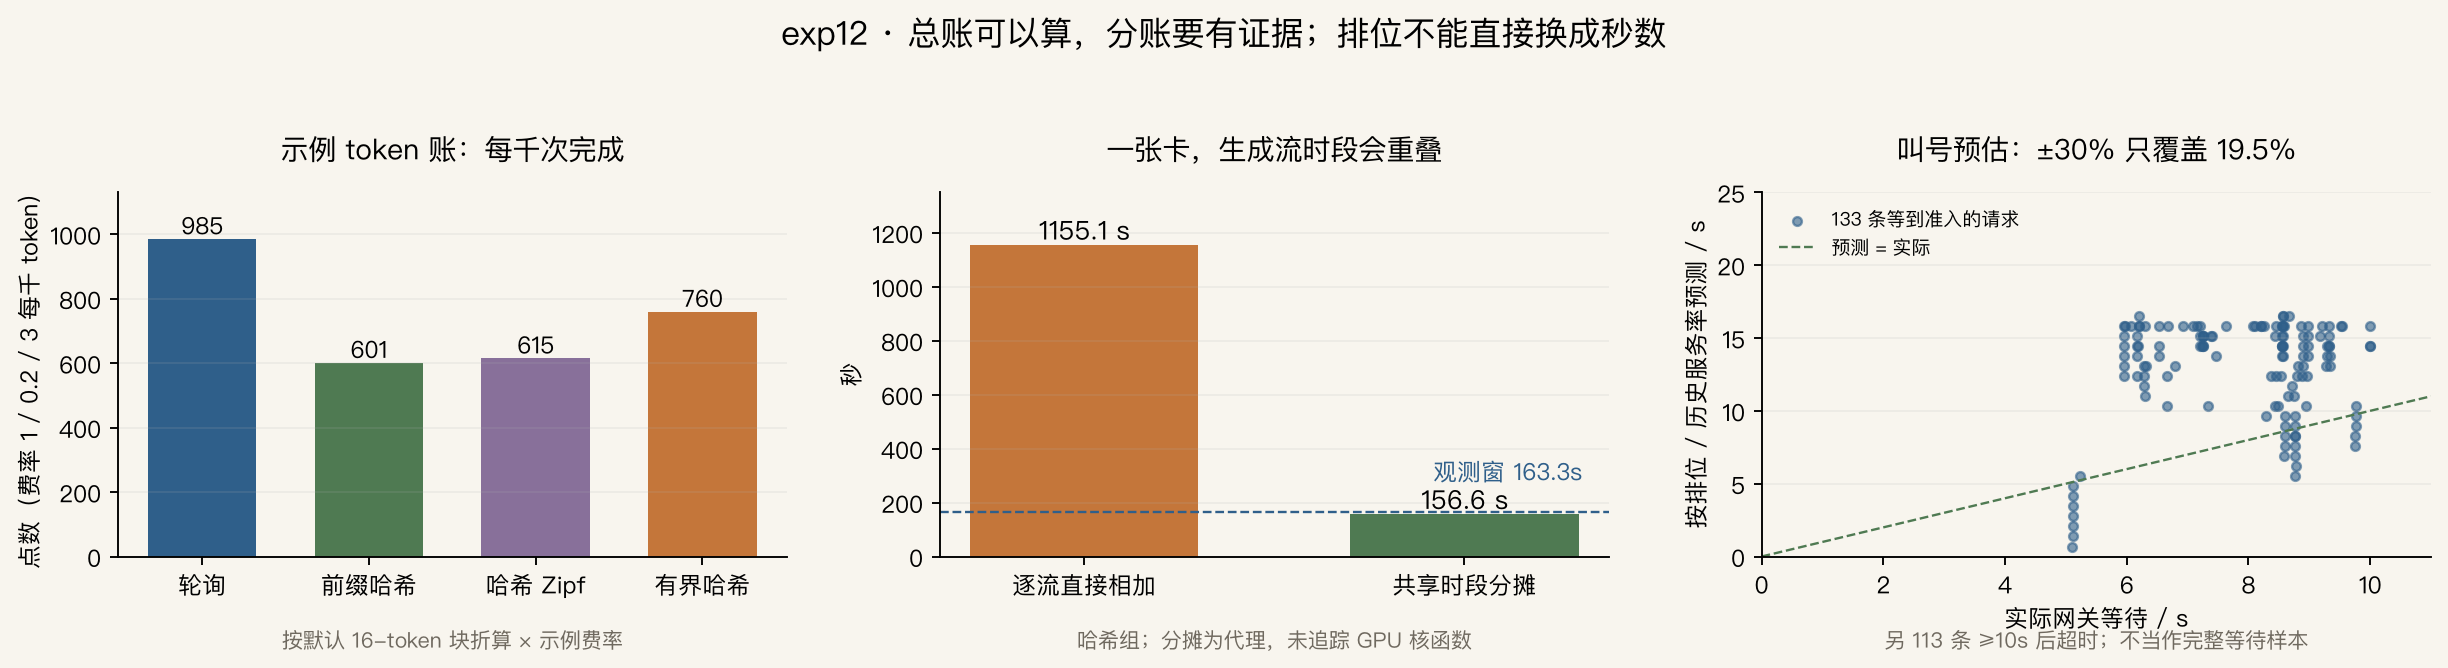 exp12 · 总账可以算，分账要有证据；排位不能直接换成秒数
示例 token 账：每千次完成
点数（费率 1 / 0.2 / 3 每千 token）
1000
800
600
400
200
0
985
601
615
760
轮询
前缀哈希
哈希 Zipf
有界哈希
按默认 16–token 块折算 × 示例费率
一张卡，生成流时段会重叠
秒
1200
1000
800
600
400
200
0
1155.1 s
观测窗 163.3s
156.6 s
逐流直接相加
共享时段分摊
哈希组；分摊为代理，未追踪 GPU 核函数
叫号预估：±30% 只覆盖 19.5%
按排位 / 历史服务率预测 / s
25
20
15
10
5
0
133 条等到准入的请求
预测 = 实际
0
2
4
6
8
10
实际网关等待 / s
另 113 条 ≥10s 后超时；不当作完整等待样本